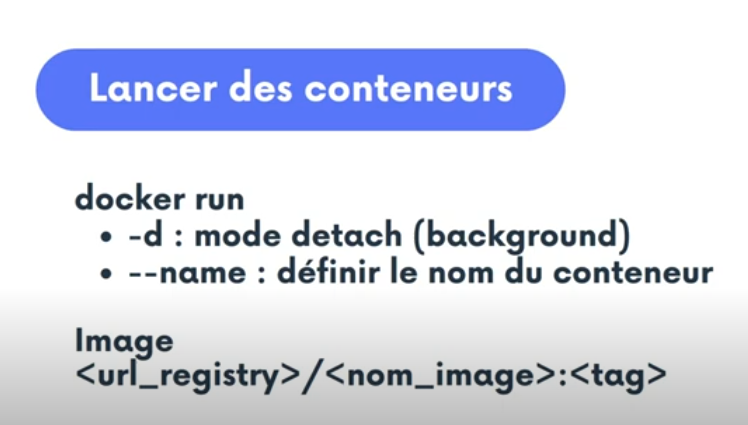 Lancer des conteneurs
docker run
• -d : mode detach (background)
• --name : définir le nom du conteneur
Image
<url_registry>/<nom_image>:<tag>